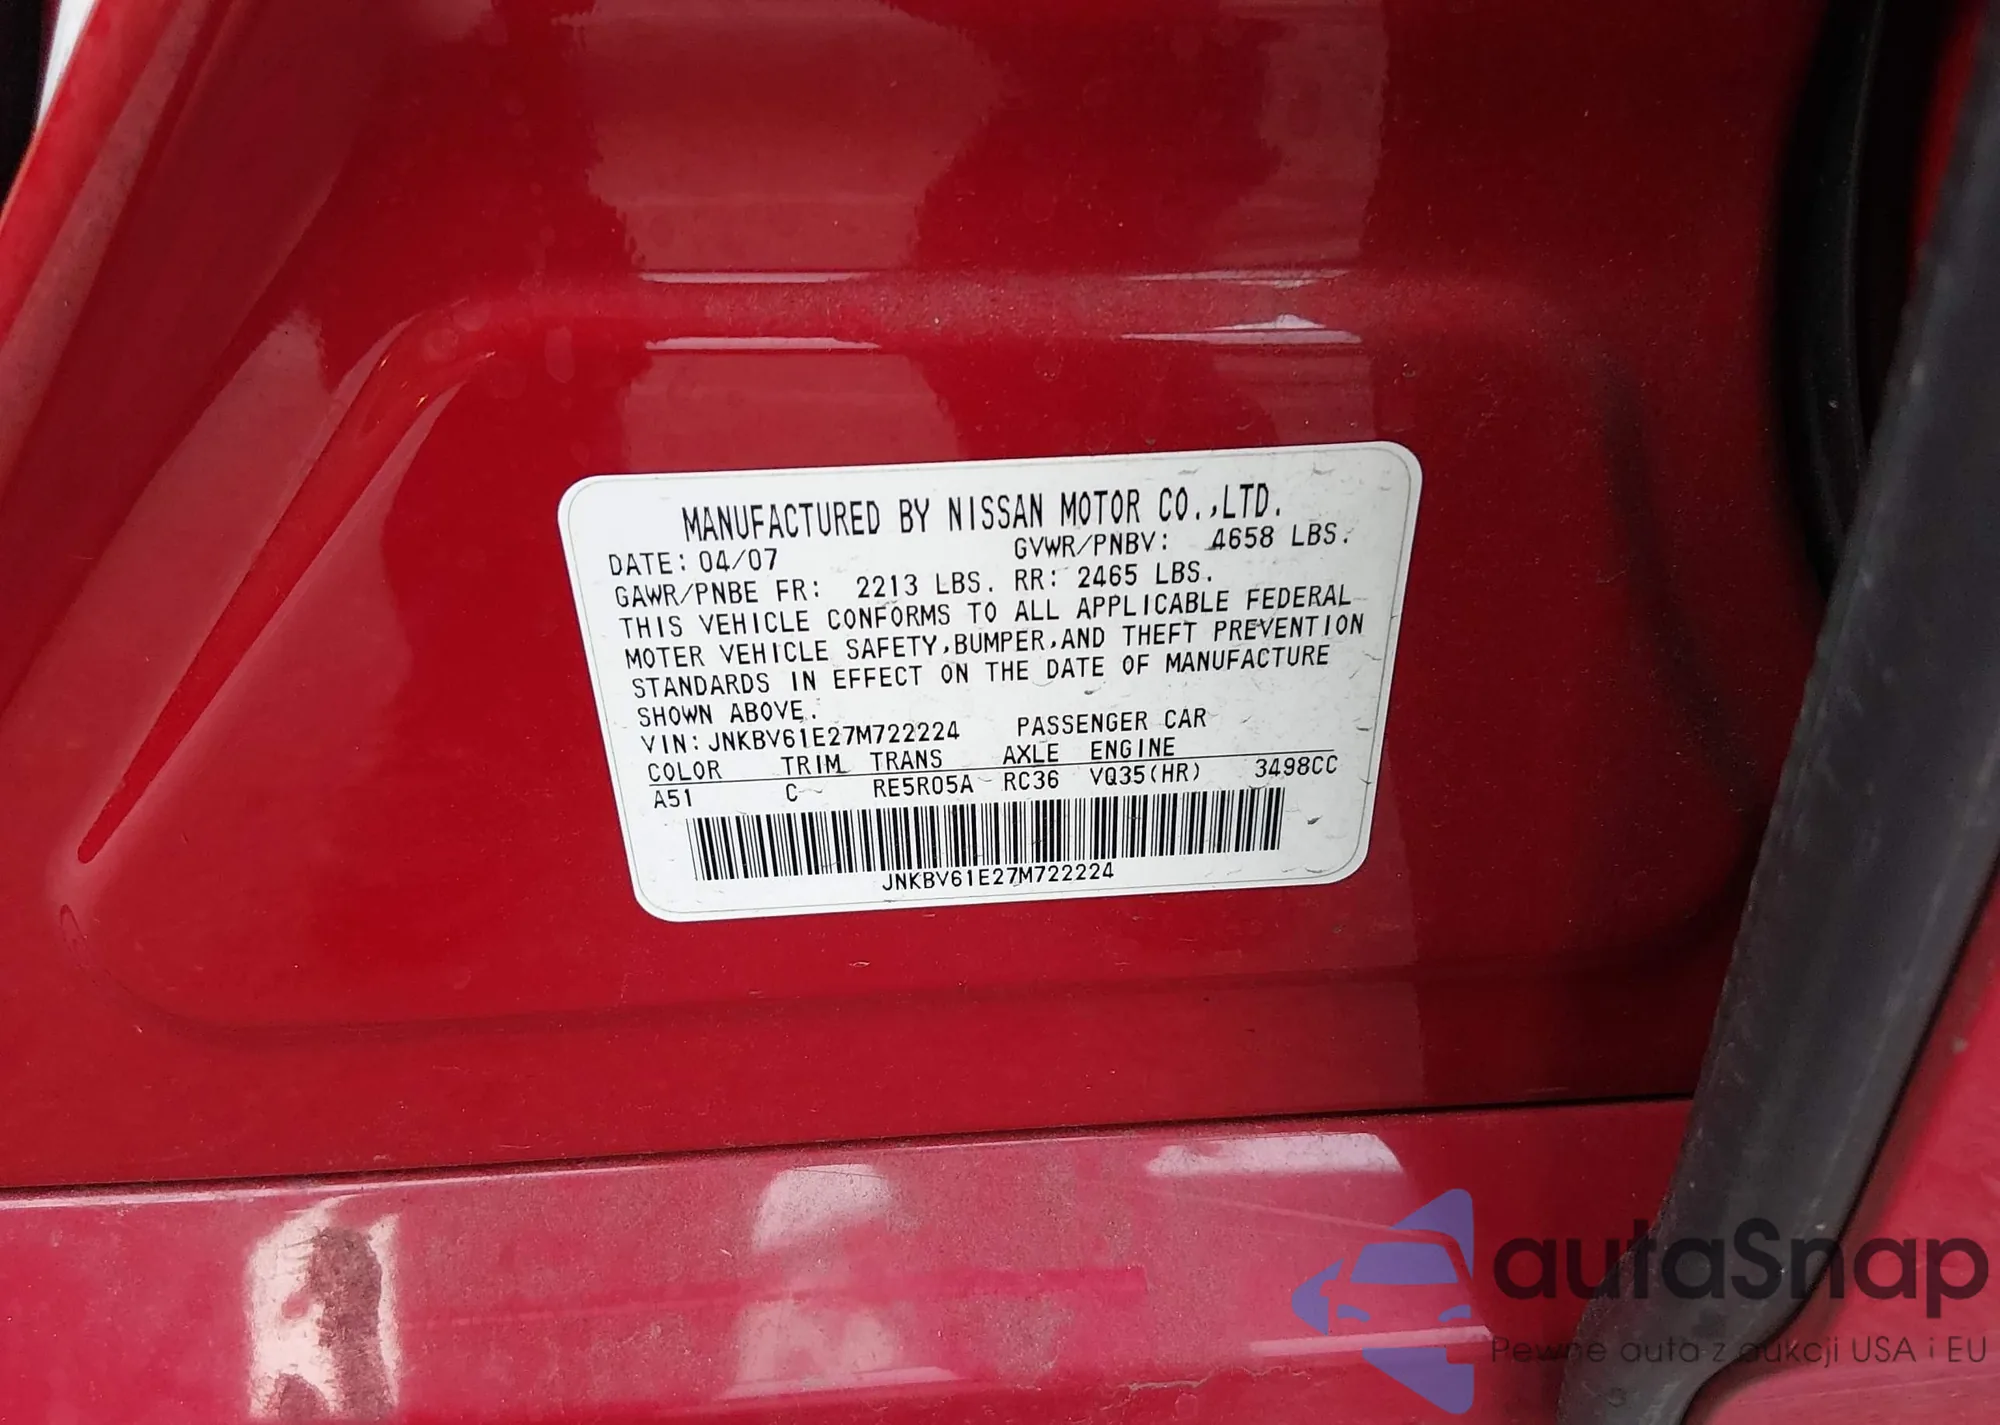 MANUFACTURED BY NISSAN MOTOR CO.,LTD.
DATE: 04/07 GVWR/PNBV: 4658 LBS.
GAWR/PNBE FR: 2213 LBS. RR: 2465 LBS.
THIS VEHICLE CONFORMS TO ALL APPLICABLE FEDERAL
MOTER VEHICLE SAFETY,BUMPER,AND THEFT PREVENTION
STANDARDS IN EFFECT ON THE DATE OF MANUFACTURE
SHOWN ABOVE.
VIN: JNKBV61E27M722224 PASSENGER CAR
COLOR TRIM TRANS AXLE ENGINE
A51 C RE5R05A RC36 VQ35(HR) 3498CC
JNKBV61E27M722224
autaSnap
Pewne auta z aukcji USA i EU